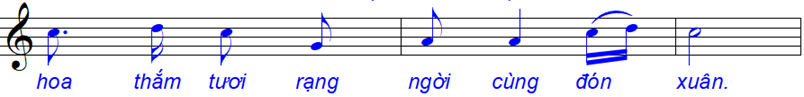 hoa thắm tươi rạng ngời cùng đón xuân.